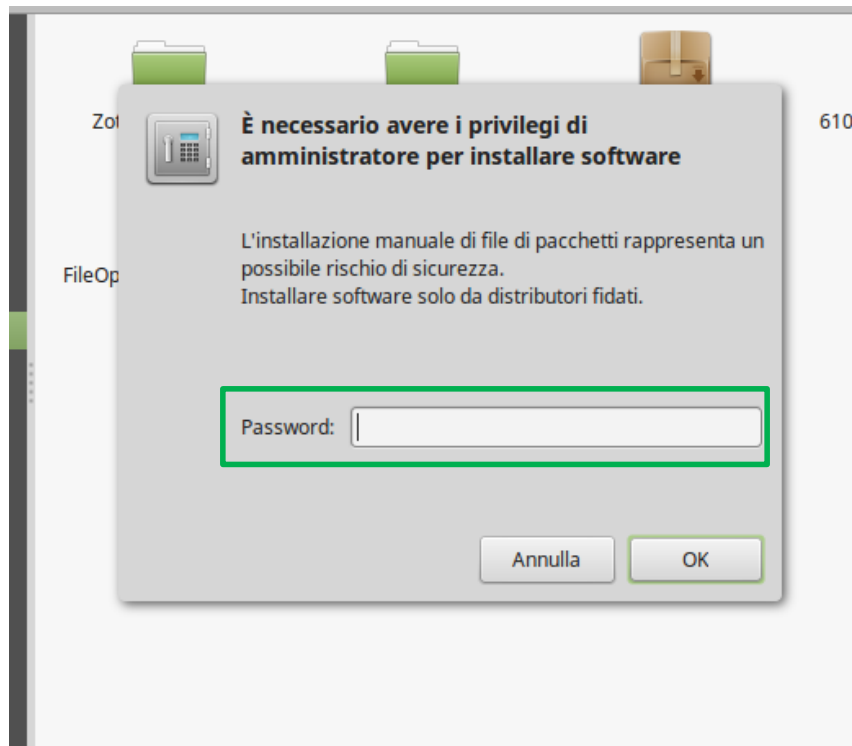 Zot
È necessario avere i privilegi di
amministratore per installare software
610
L'installazione manuale di file di pacchetti rappresenta un
possibile rischio di sicurezza.
Installare software solo da distributori fidati.
FileOp
Password:
Annulla
OK